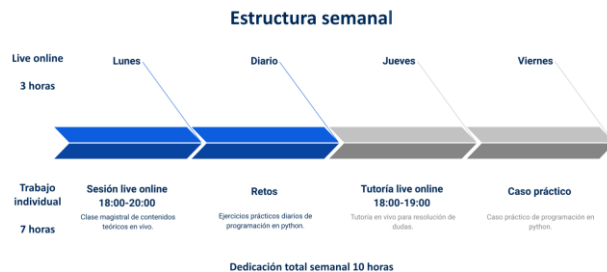 Estructura semanal
Live online
3 horas
Lunes
Diario
Jueves
Viernes
Trabajo
individual
7 horas
Sesión live online
18:00-20:00
Clase magistral de contenidos
teóricos en vivo.
Retos
Ejercicios prácticos diarios de
programación en python.
Tutoría live online
18:00-19:00
Tutoría en vivo para resolución de
dudas.
Caso práctico
Caso práctico de programación en
python.
Dedicación total semanal 10 horas